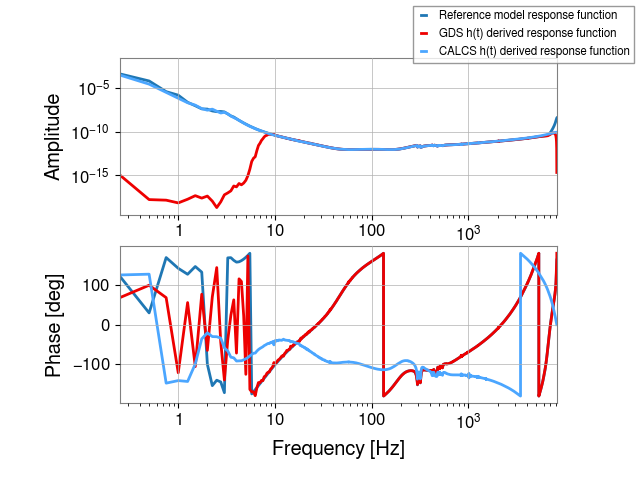 Reference model response function
GDS h(t) derived response function
CALCS h(t) derived response function
Amplitude
10⁻⁵
10⁻¹⁰
10⁻¹⁵
1 10 100 10³
Phase [deg]
100
0
−100
1 10 100 10³
Frequency [Hz]